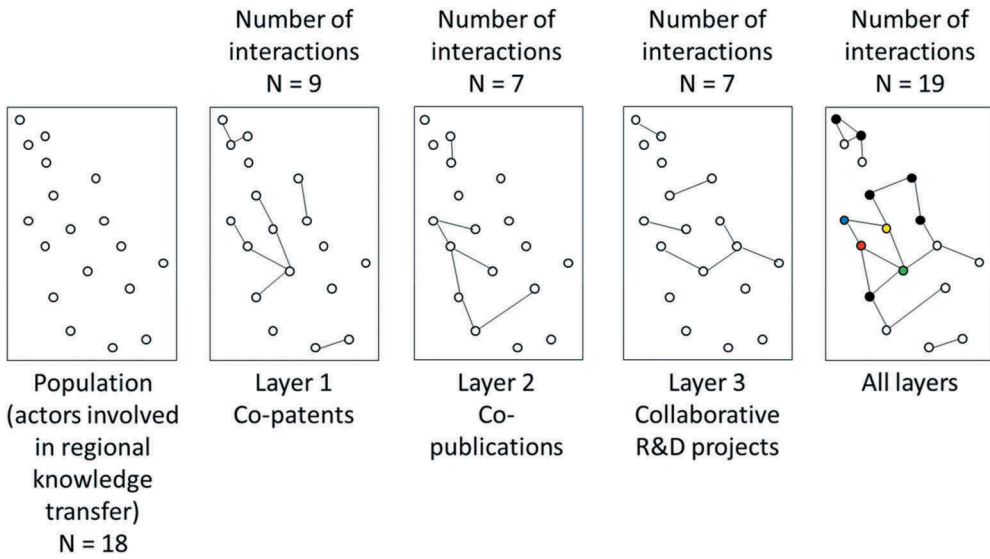 Number of
interactions
N = 9
Number of
interactions
N = 7
Number of
interactions
N = 7
Number of
interactions
N = 19
Population
(actors involved
in regional
knowledge
transfer)
N = 18
Layer 1
Co-patents
Layer 2
Co-
publications
Layer 3
Collaborative
R&D projects
All layers